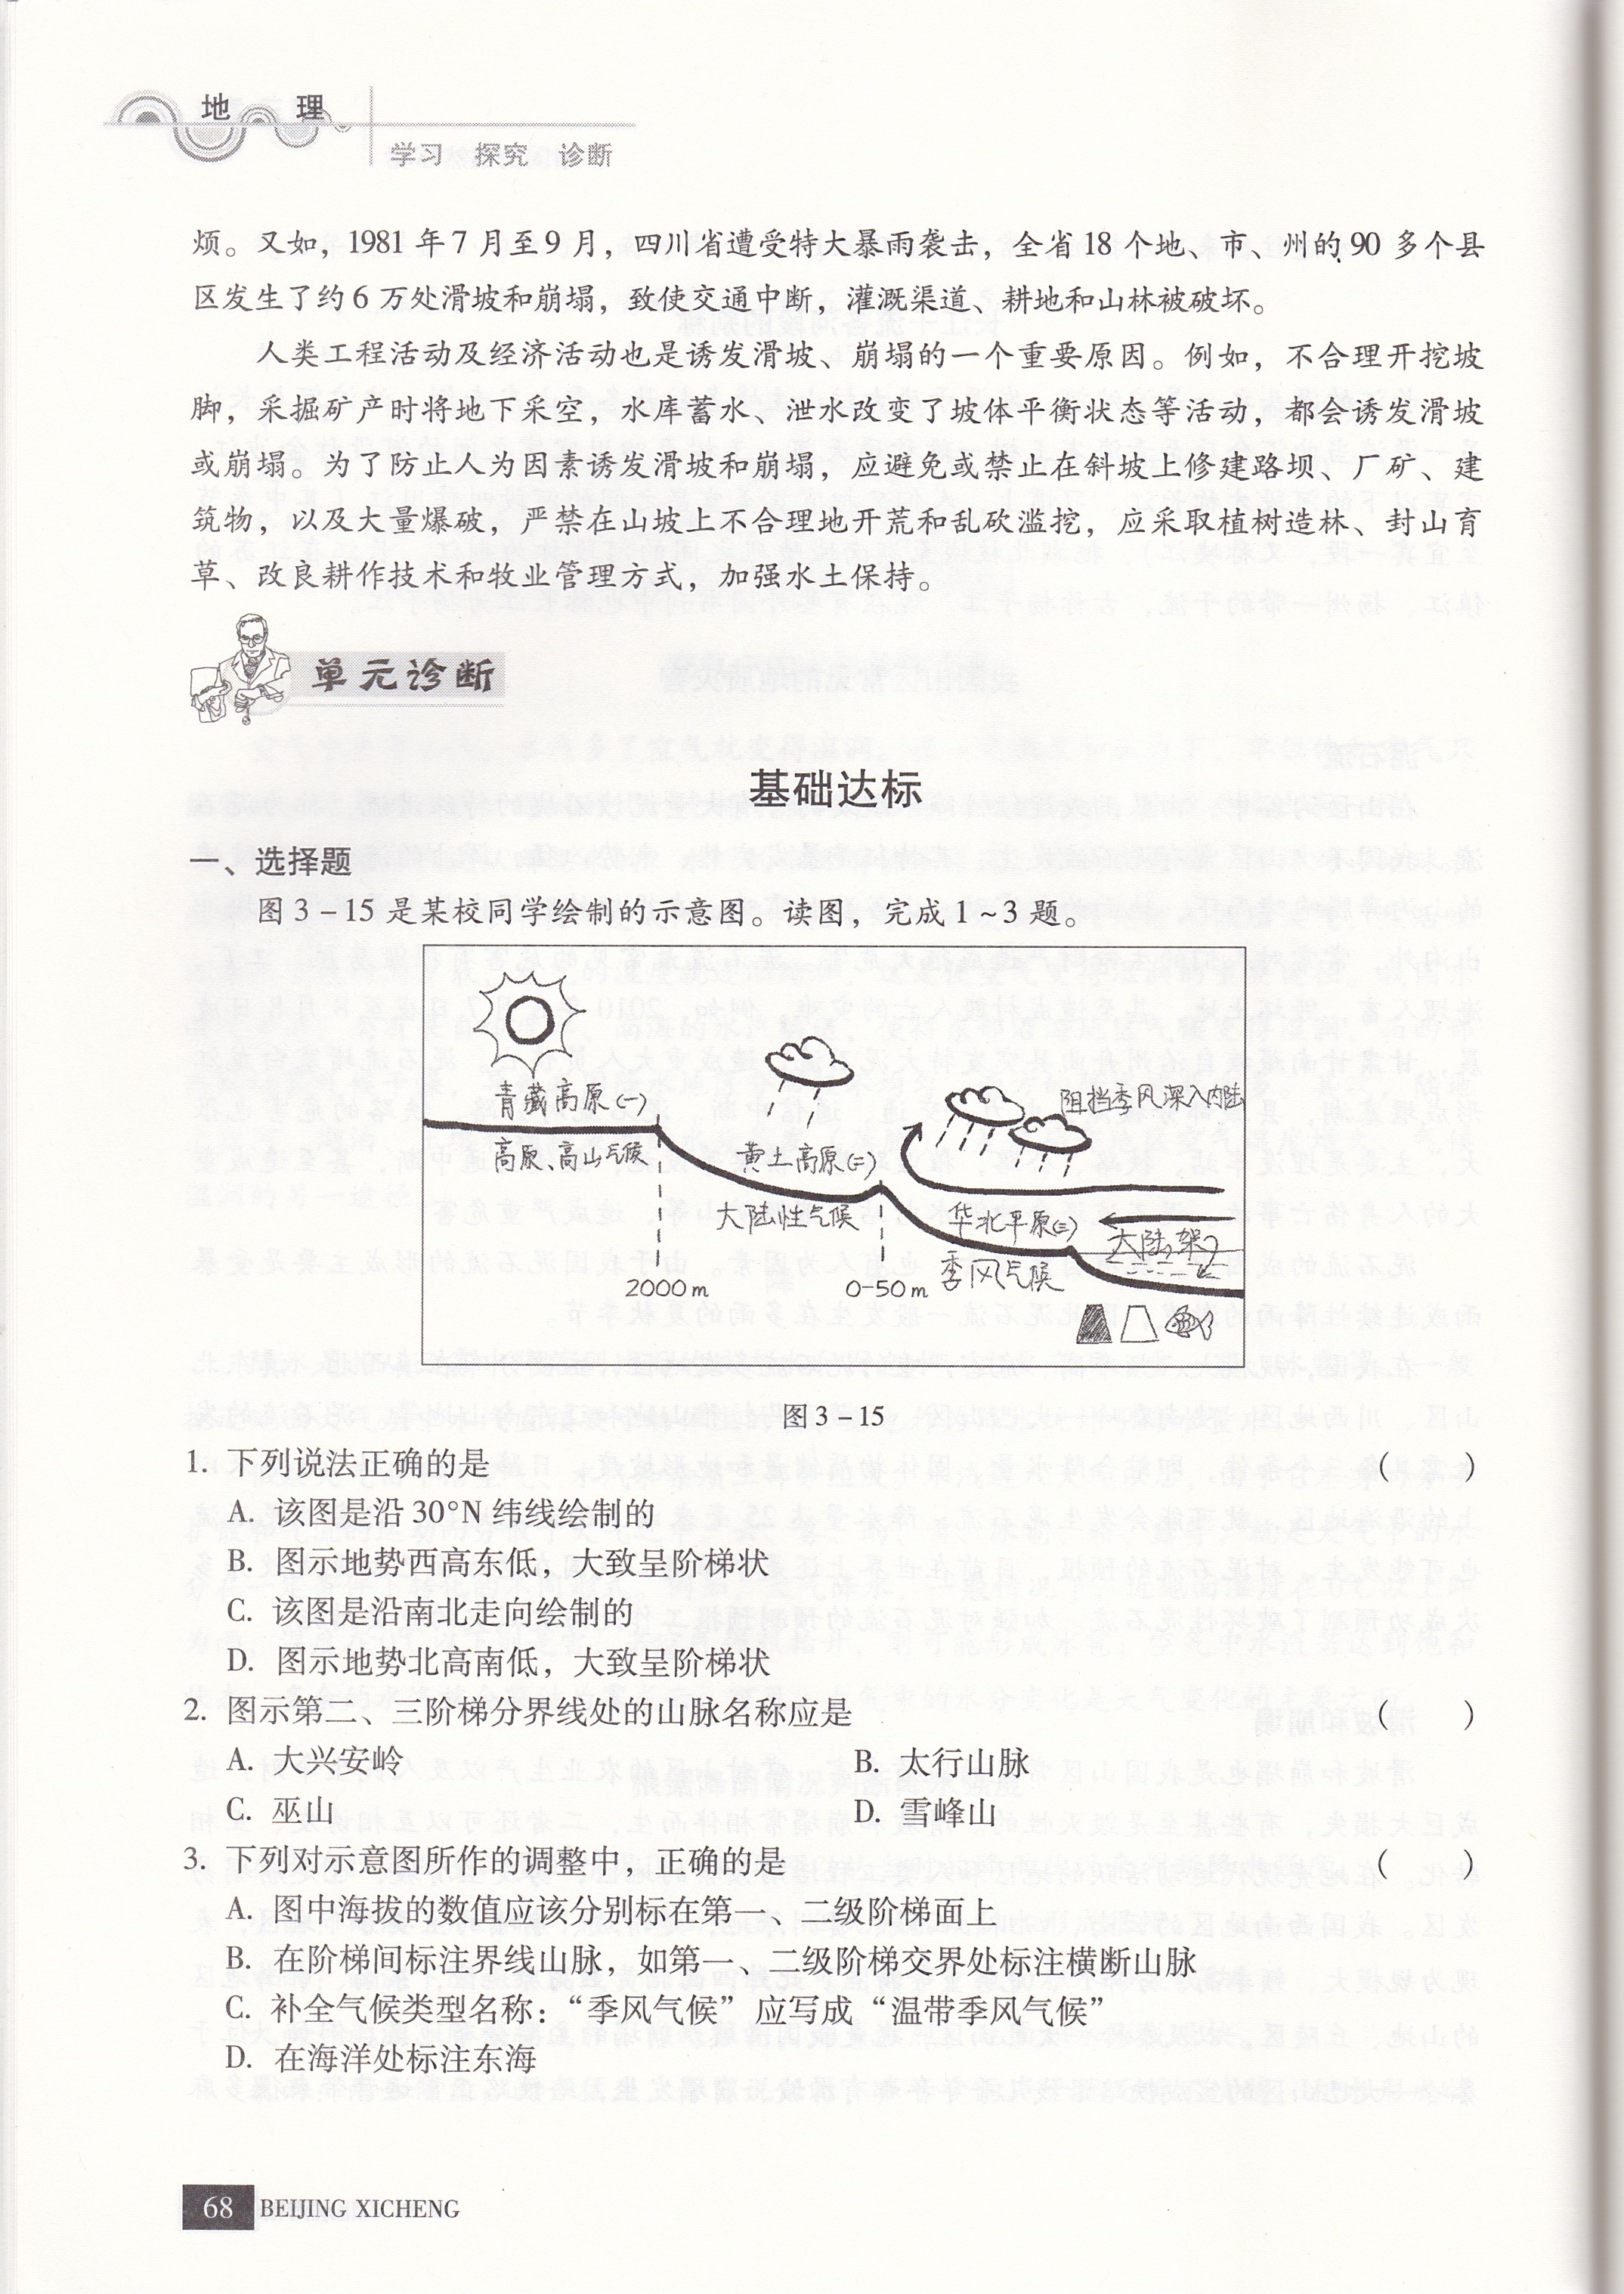 地 理
学习 探究 诊断
烦。又如，1981 年 7 月至 9 月，四川省遭受特大暴雨袭击，全省 18 个地、市、州的 90 多个县
区发生了约 6 万处滑坡和崩塌，致使交通中断，灌溉渠道、耕地和山林被破坏。
人类工程活动及经济活动也是诱发滑坡、崩塌的一个重要原因。例如，不合理开挖坡
脚，采掘矿产时将地下采空，水库蓄水、泄水改变了坡体平衡状态等活动，都会诱发滑坡
或崩塌。为了防止人为因素诱发滑坡和崩塌，应避免或禁止在斜坡上修建路坝、厂矿、建
筑物，以及大量爆破，严禁在山坡上不合理地开荒和乱砍滥挖，应采取植树造林、封山育
草、改良耕作技术和牧业管理方式，加强水土保持。
单元诊断
基础达标
一、选择题
图 3－15 是某校同学绘制的示意图。读图，完成 1～3 题。
青藏高原(一)
高原、高山气候
黄土高原(二)
大陆性气候
阻挡季风深入内陆
华北平原(三)
季风气候
大陆架
2000m
0-50m
图 3－15
1. 下列说法正确的是 （ ）
A. 该图是沿 30°N 纬线绘制的
B. 图示地势西高东低，大致呈阶梯状
C. 该图是沿南北走向绘制的
D. 图示地势北高南低，大致呈阶梯状
2. 图示第二、三阶梯分界线处的山脉名称应是 （ ）
A. 大兴安岭 B. 太行山脉
C. 巫山 D. 雪峰山
3. 下列对示意图所作的调整中，正确的是 （ ）
A. 图中海拔的数值应该分别标在第一、二级阶梯面上
B. 在阶梯间标注界线山脉，如第一、二级阶梯交界处标注横断山脉
C. 补全气候类型名称：“季风气候”应写成“温带季风气候”
D. 在海洋处标注东海
68 BEIJING XICHENG